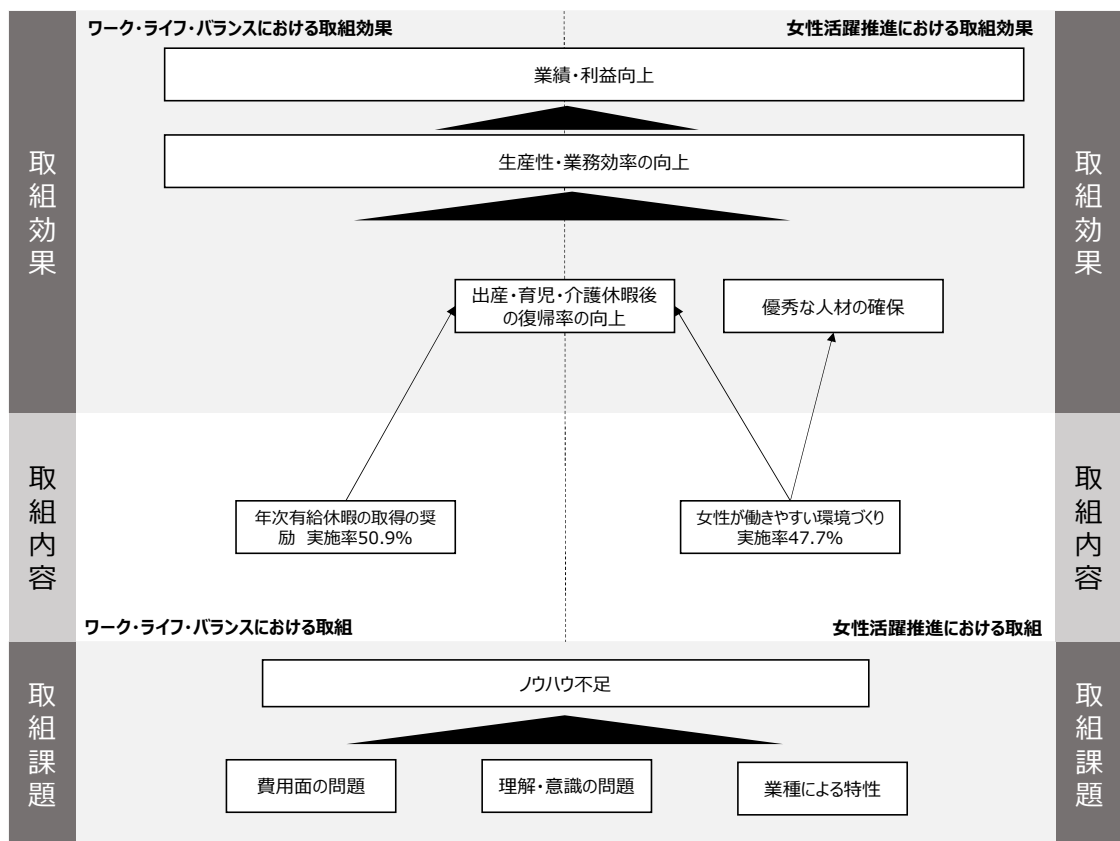 ワーク・ライフ・バランスにおける取組効果
女性活躍推進における取組効果
業績・利益向上
生産性・業務効率の向上
取組効果
取組効果
出産・育児・介護休暇後
の復帰率の向上
優秀な人材の確保
取組内容
取組内容
年次有給休暇の取得の奨
励 実施率50.9%
女性が働きやすい環境づくり
実施率47.7%
ワーク・ライフ・バランスにおける取組
女性活躍推進における取組
取組課題
取組課題
ノウハウ不足
費用面の問題
理解・意識の問題
業種による特性